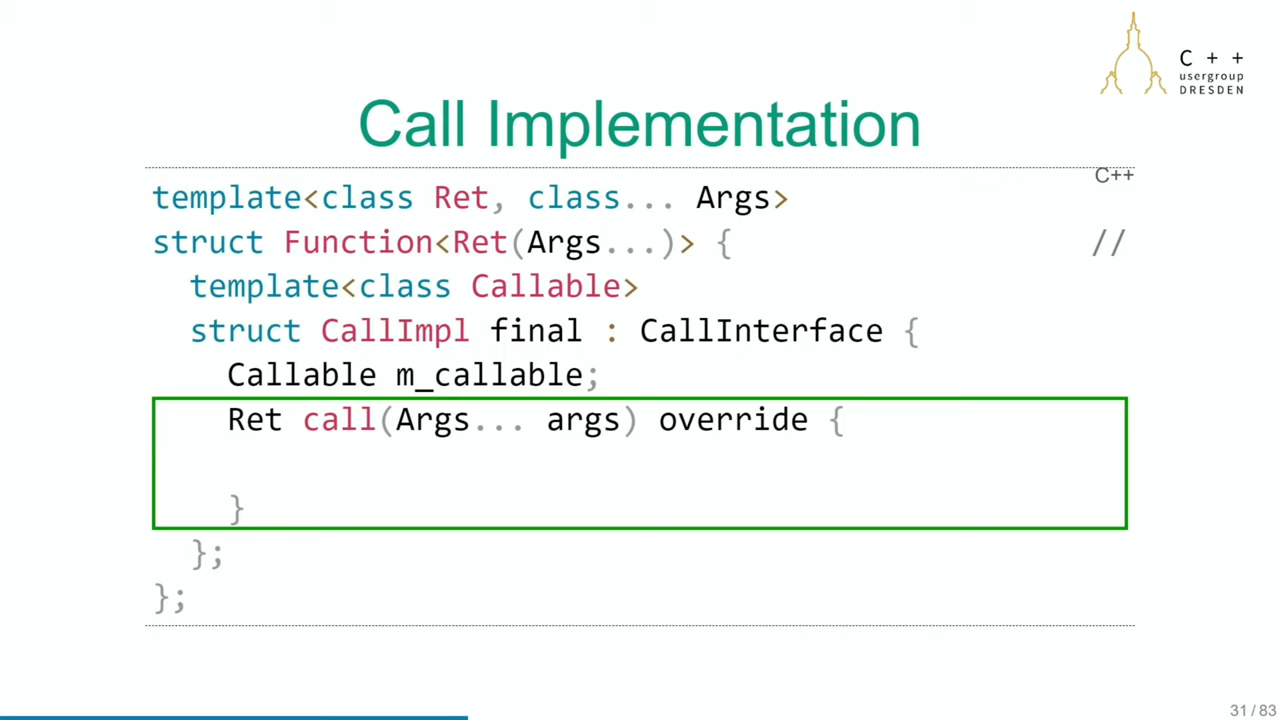 C + +
usergroup
DRESDEN
Call Implementation
C++
template<class Ret, class... Args>
struct Function<Ret(Args...)> { //
template<class Callable>
struct CallImpl final : CallInterface {
Callable m_callable;
Ret call(Args... args) override {
}
};
};
31 / 83